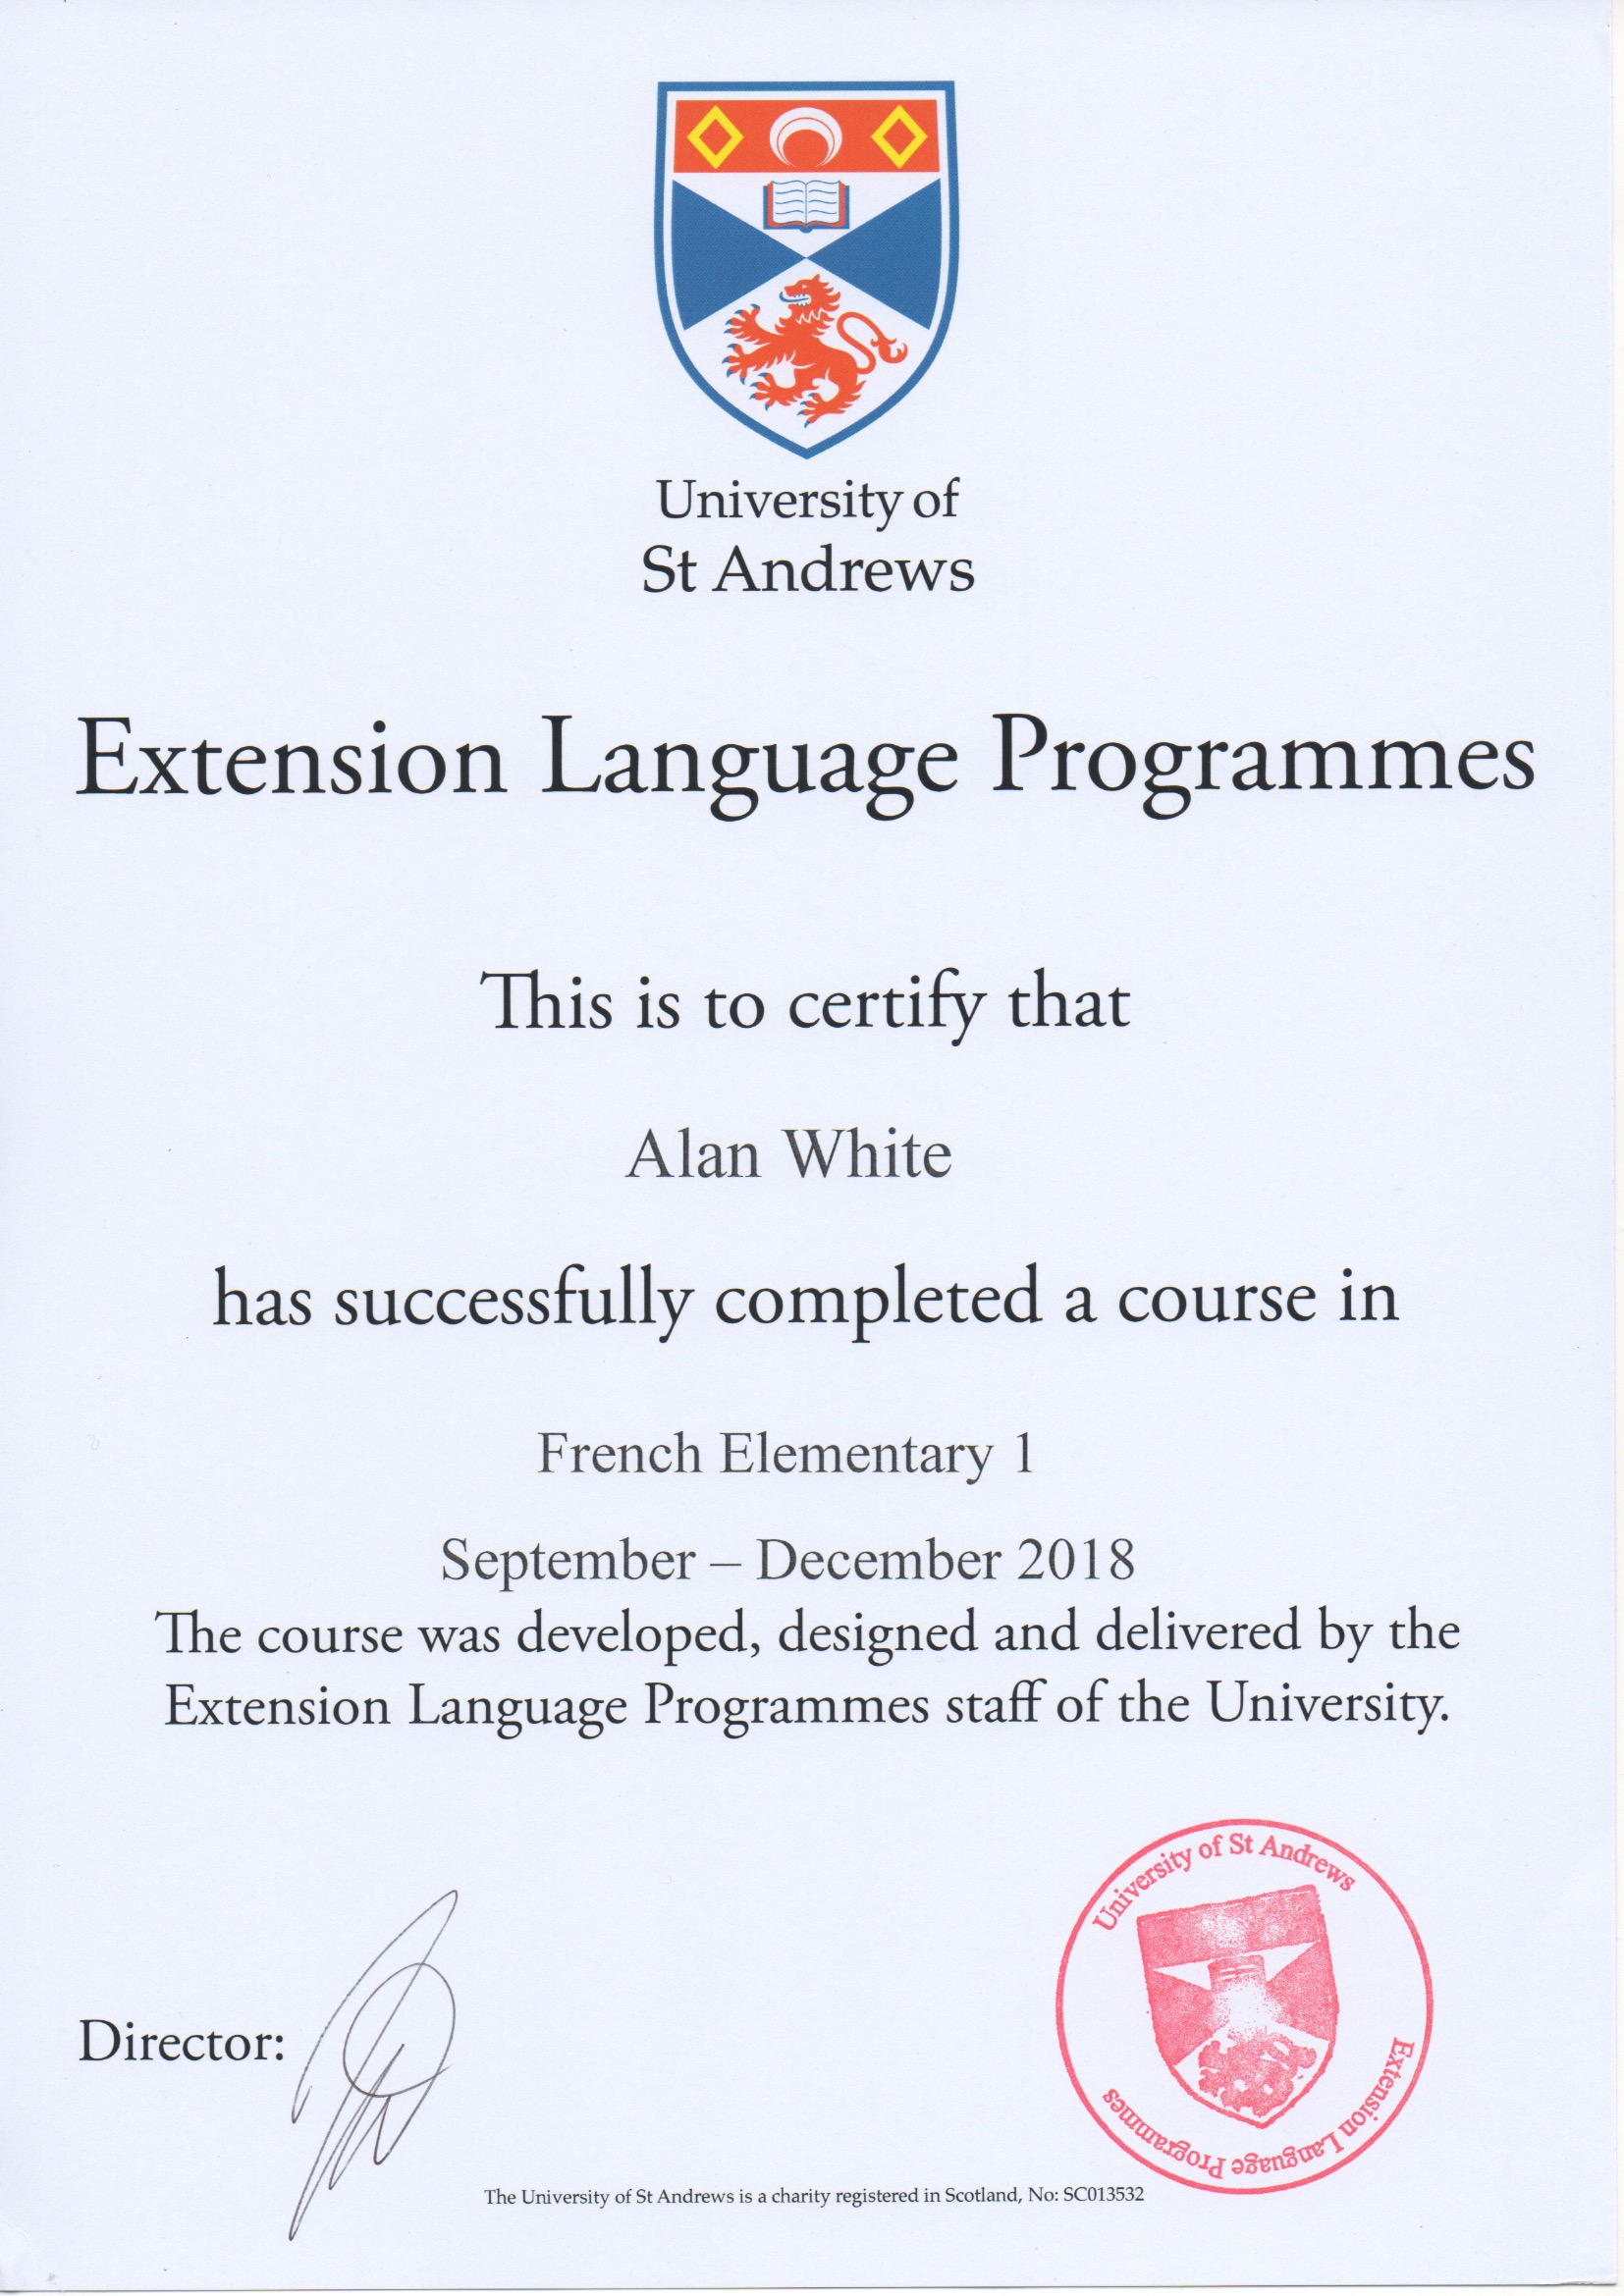 University of
St Andrews
Extension Language Programmes
This is to certify that
Alan White
has successfully completed a course in
French Elementary 1
September – December 2018
The course was developed, designed and delivered by the
Extension Language Programmes staff of the University.
University of St Andrews
Extension Language Programmes
Director:
The University of St Andrews is a charity registered in Scotland, No: SC013532